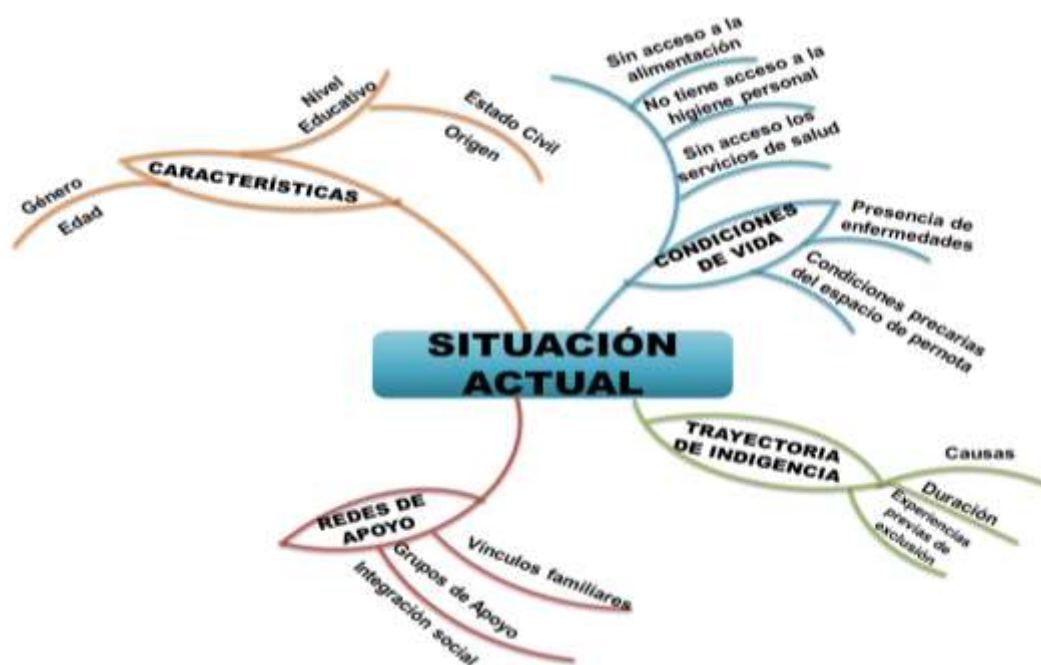 Nivel
Educativo
Estado Civil
Origen
CARACTERÍSTICAS
Género
Edad
Sin acceso a la
alimentación
No tiene acceso a la
higiene personal
Sin acceso los
servicios de salud
CONDICIONES
DE VIDA
Presencia de
enfermedades
Condiciones precarias
del espacio de pernota
SITUACIÓN
ACTUAL
TRAYECTORIA
DE INDIGENCIA
Causas
Duración
Experiencias
previas de
exclusión
REDES DE
APOYO
Vínculos familiares
Grupos de Apoyo
Integración social